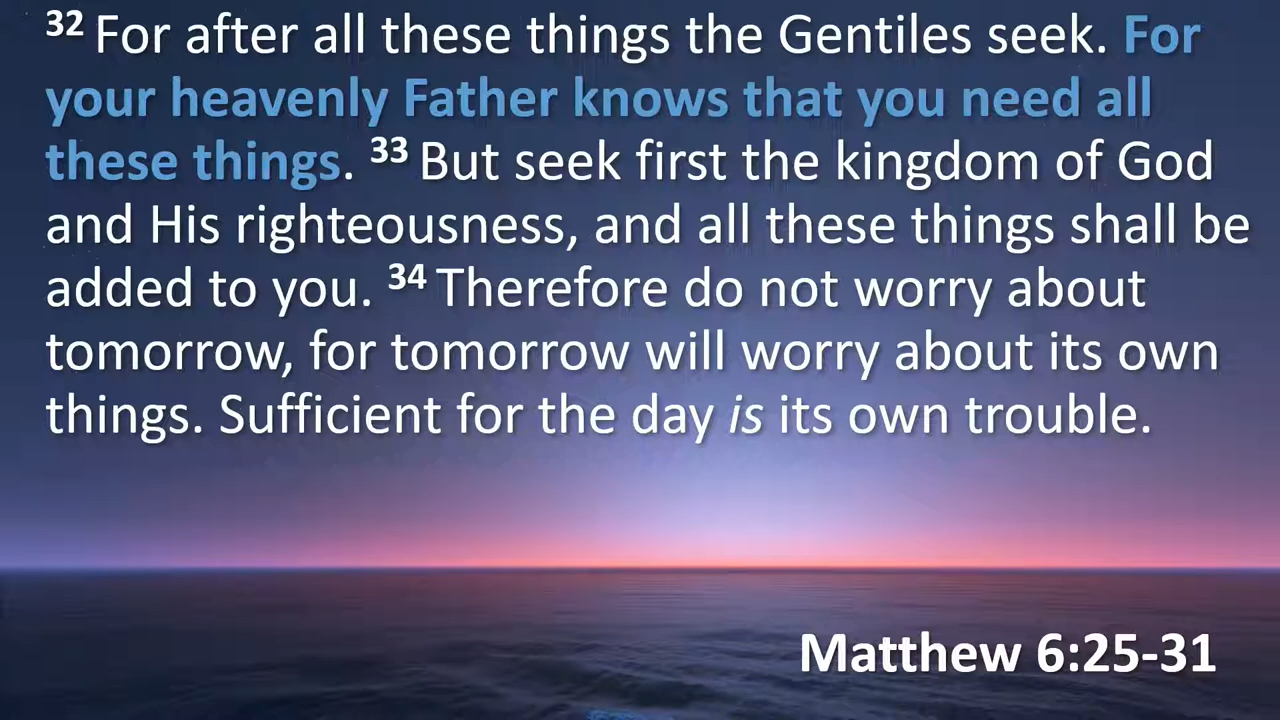 32 For after all these things the Gentiles seek. For
your heavenly Father knows that you need all
these things. 33 But seek first the kingdom of God
and His righteousness, and all these things shall be
added to you. 34 Therefore do not worry about
tomorrow, for tomorrow will worry about its own
things. Sufficient for the day is its own trouble.
Matthew 6:25-31